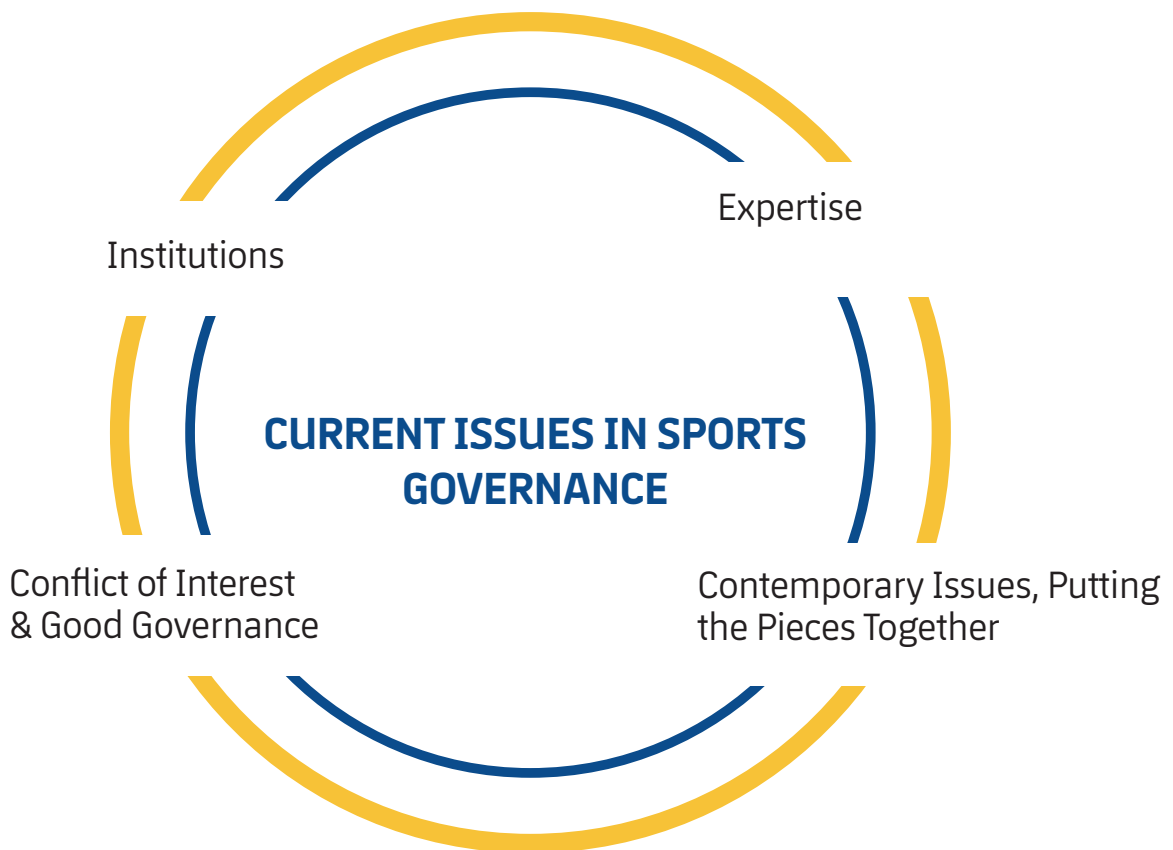 Expertise
Institutions
CURRENT ISSUES IN SPORTS
GOVERNANCE
Conflict of Interest
& Good Governance
Contemporary Issues, Putting
the Pieces Together